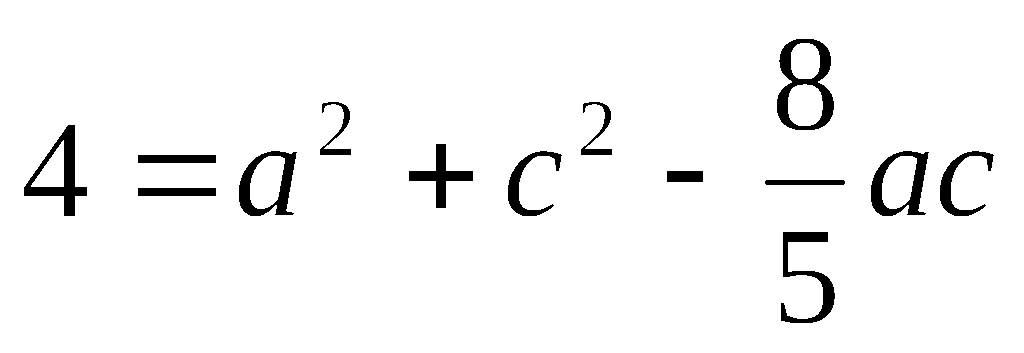 4 = a² + c² - 8/5 ac